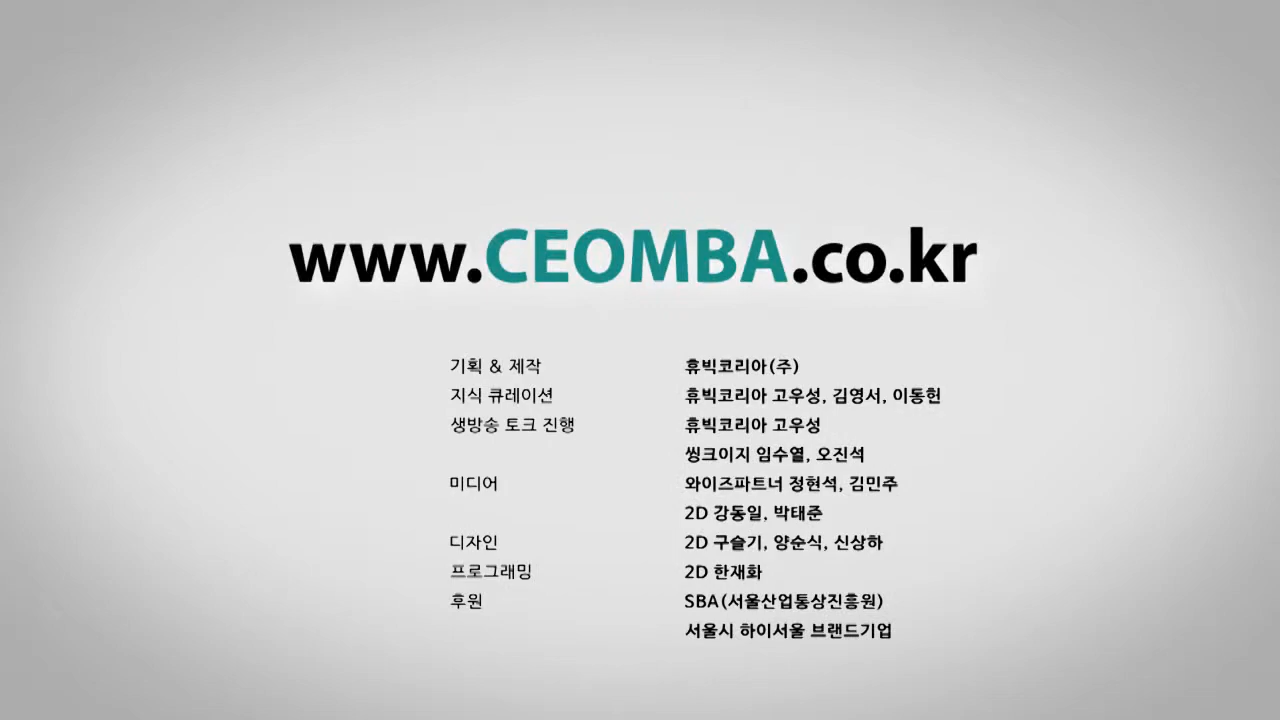 www.CEOMBA.co.kr
기획 & 제작 휴빅코리아(주)
지식 큐레이션 휴빅코리아 고우성, 김영서, 이동헌
생방송 토크 진행 휴빅코리아 고우성
씽크이지 임수열, 오진석
미디어 와이즈파트너 정현석, 김민주
2D 강동일, 박태준
디자인 2D 구슬기, 양순식, 신상하
프로그래밍 2D 한재화
후원 SBA(서울산업통상진흥원)
서울시 하이서울 브랜드기업